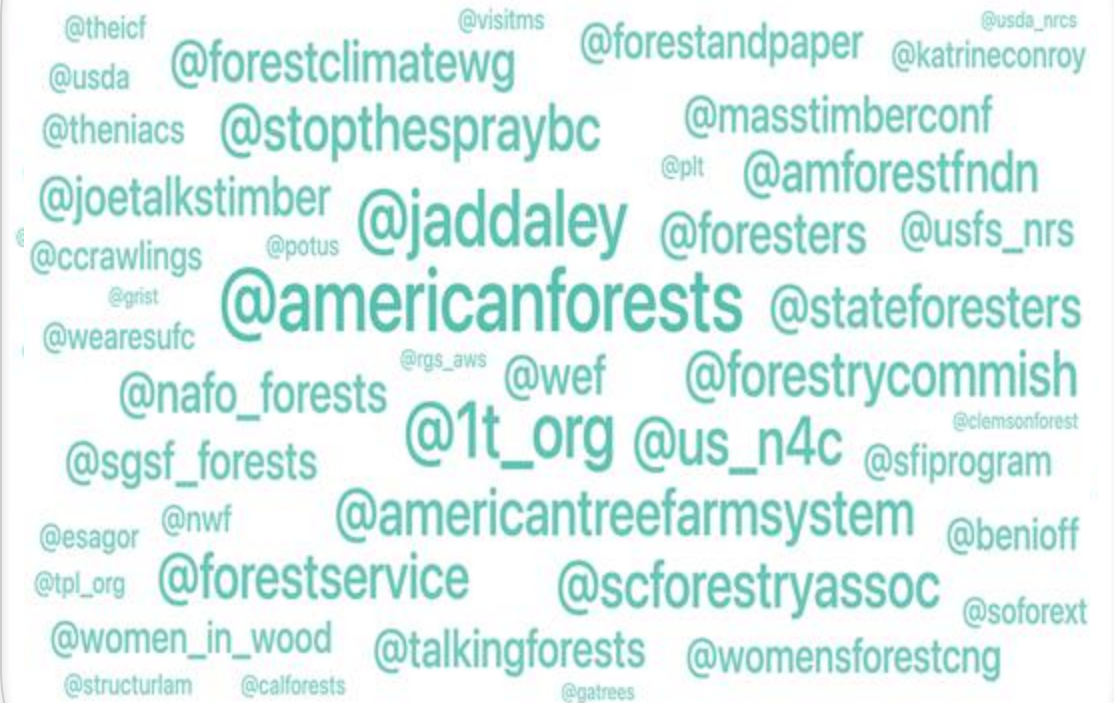 @theicf @visitms @usda_nrcs
@usda @forestclimatewg @forestandpaper @katrineconroy
@theniacs @stopthespraybc @masstimberconf
@plt @amforestfndn
@joetalkstimber @jaddaley @foresters @usfs_nrs
@ccrawlings @potus
@grist @americanforests @stateforesters
@wearesufc
@rgs_aws @wef @forestrycommish
@nafo_forests @clemsonforest
@1t_org @us_n4c @sfiprogram
@sgsf_forests
@nwf @americantreefarmsystem @benioff
@esagor
@tpl_org @forestservice @scforestryassoc @soforext
@women_in_wood @talkingforests @womensforestcng
@structurlam @calforests @gatrees